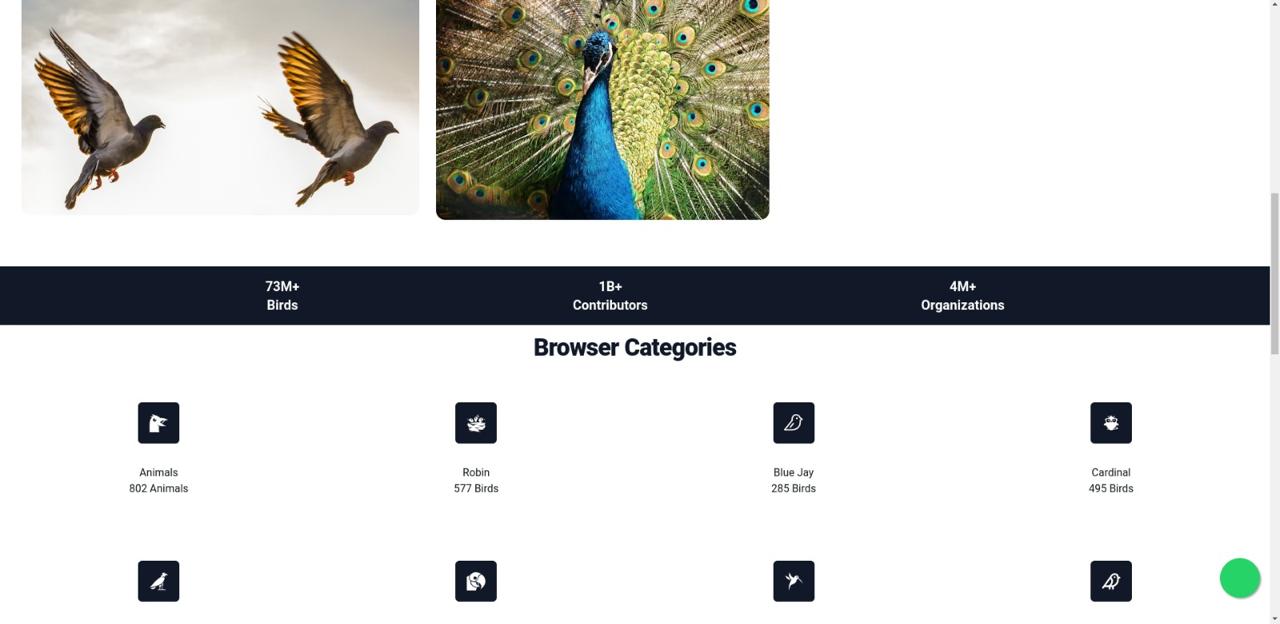 73M+
Birds
1B+
Contributors
4M+
Organizations
Browser Categories
Animals
802 Animals
Robin
577 Birds
Blue Jay
285 Birds
Cardinal
495 Birds